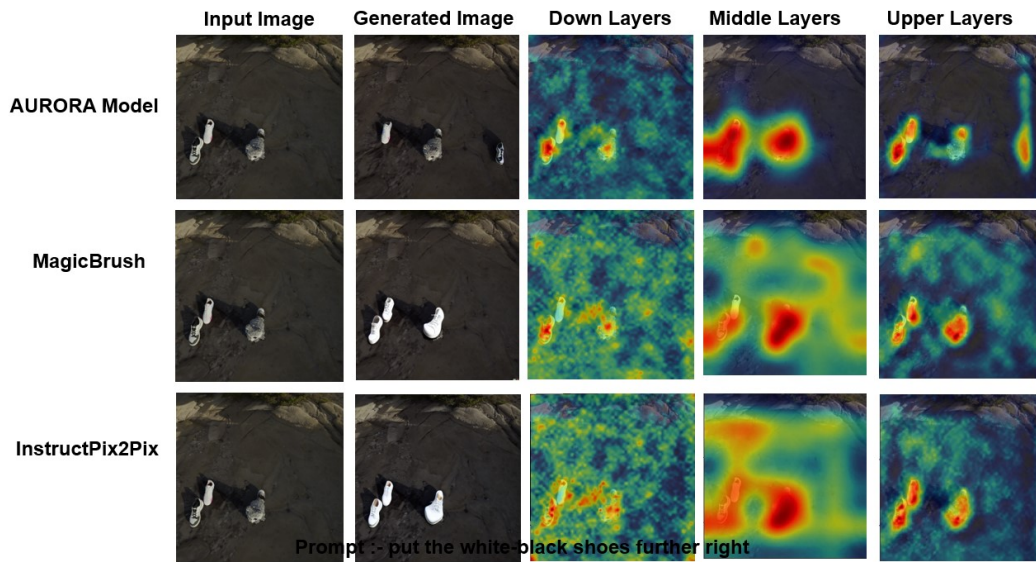 Input Image Generated Image Down Layers Middle Layers Upper Layers
AURORA Model
MagicBrush
InstructPix2Pix
Prompt :- put the white-black shoes further right